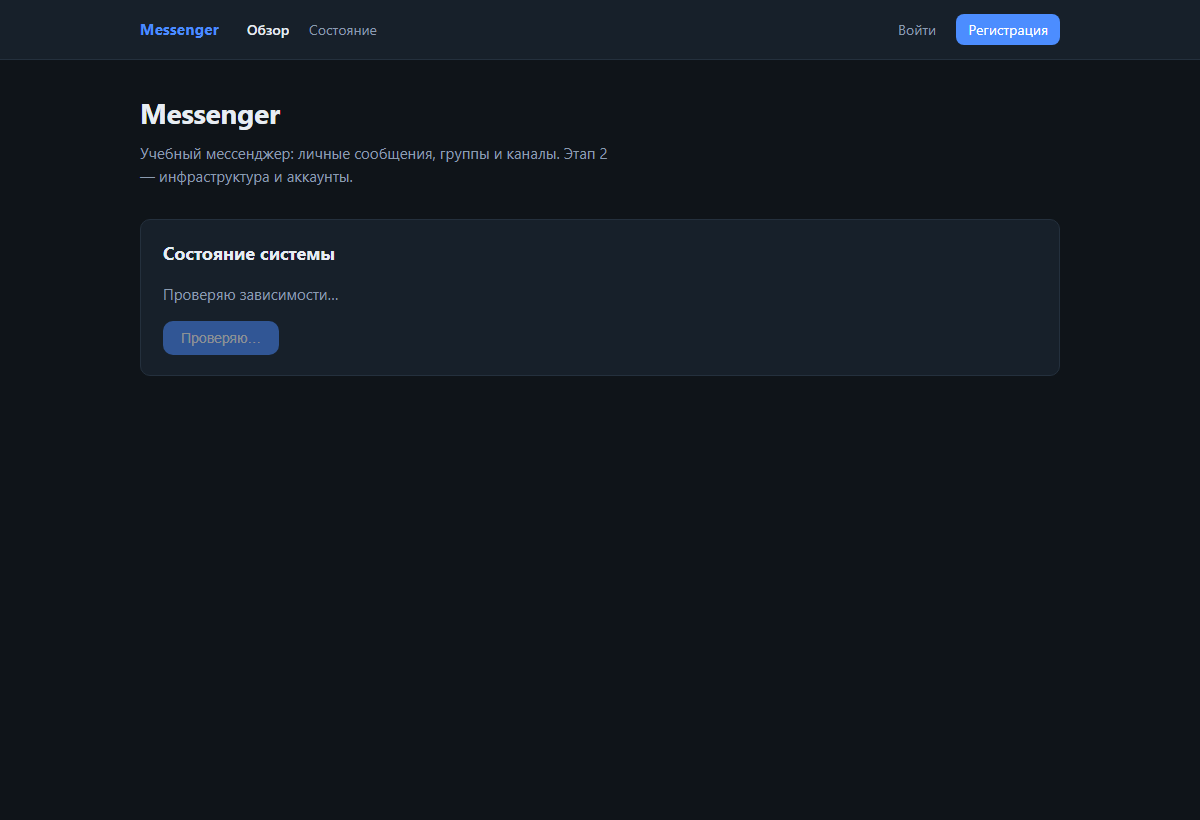 Messenger Обзор Состояние Войти Регистрация
Messenger
Учебный мессенджер: личные сообщения, группы и каналы. Этап 2
— инфраструктура и аккаунты.
Состояние системы
Проверяю зависимости...
Проверяю...